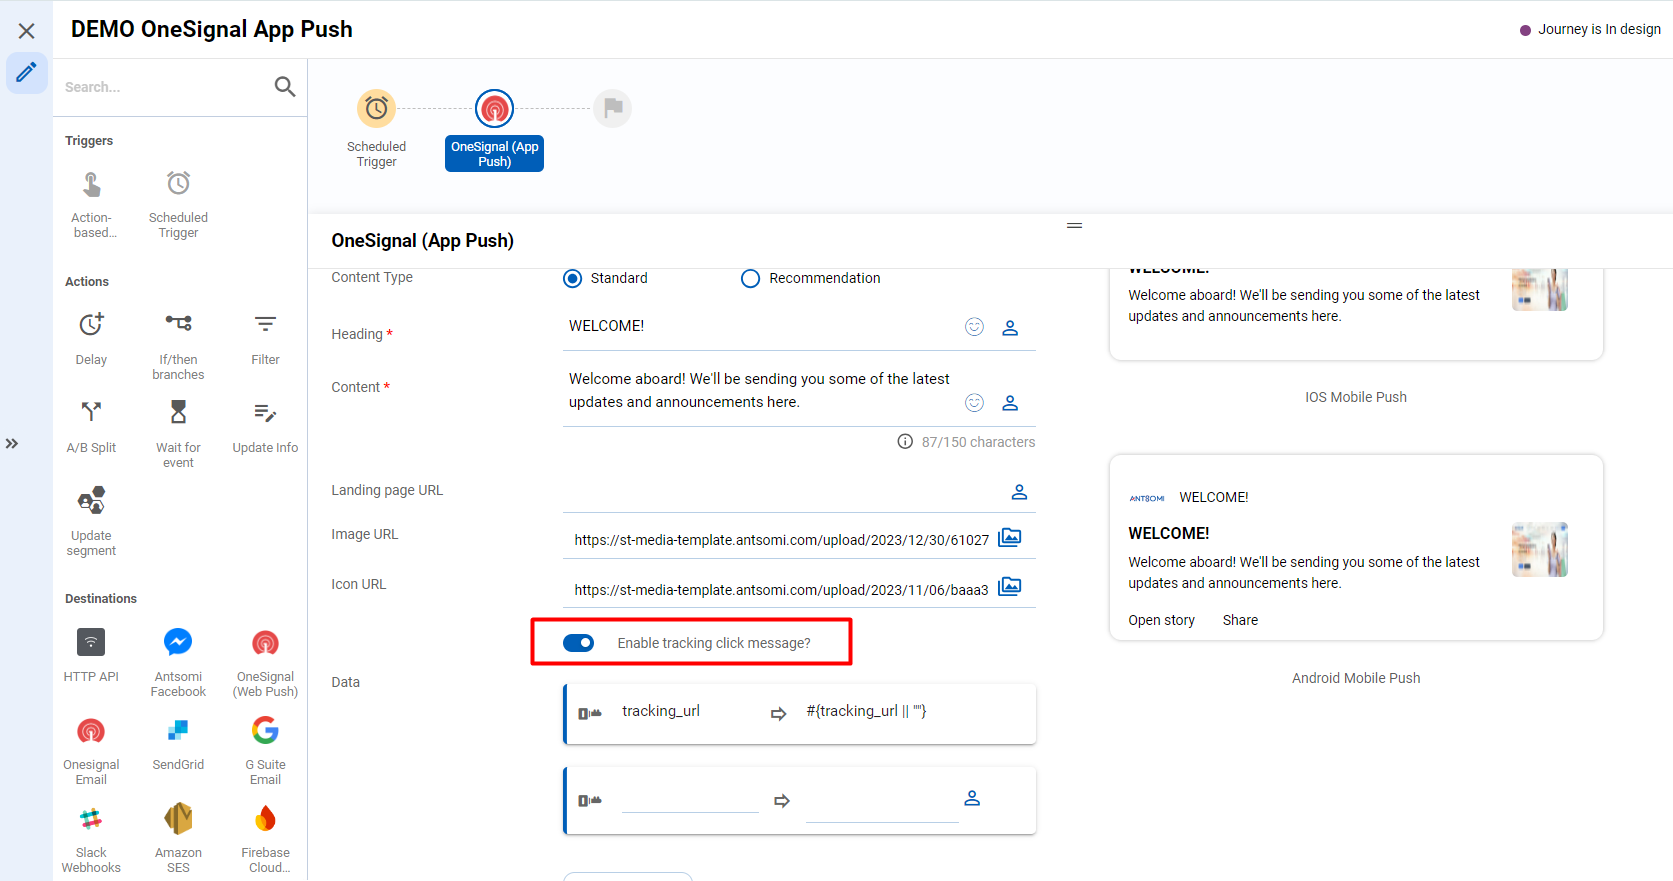 DEMO OneSignal App Push
Journey is In design
Search...
Triggers
Action-
based...
Scheduled
Trigger
Actions
Delay
If/then
branches
Filter
A/B Split
Wait for
event
Update Info
Update
segment
Destinations
HTTP API
Antsomi
Facebook
OneSignal
(Web Push)
Onesignal
Email
SendGrid
G Suite
Email
Slack
Webhooks
Amazon
SES
Firebase
Cloud...
Scheduled
Trigger
OneSignal (App
Push)
OneSignal (App Push)
Content Type
Standard
Recommendation
Heading *
WELCOME!
Content *
Welcome aboard! We'll be sending you some of the latest
updates and announcements here.
87/150 characters
Landing page URL
Image URL
https://st-media-template.antsomi.com/upload/2023/12/30/61027
Icon URL
https://st-media-template.antsomi.com/upload/2023/11/06/baaa3
Enable tracking click message?
Data
tracking_url
#{tracking_url || ""}
WELCOME!
Welcome aboard! We'll be sending you some of the latest
updates and announcements here.
IOS Mobile Push
ANTSOMI
WELCOME!
WELCOME!
Welcome aboard! We'll be sending you some of the latest
updates and announcements here.
Open story
Share
Android Mobile Push